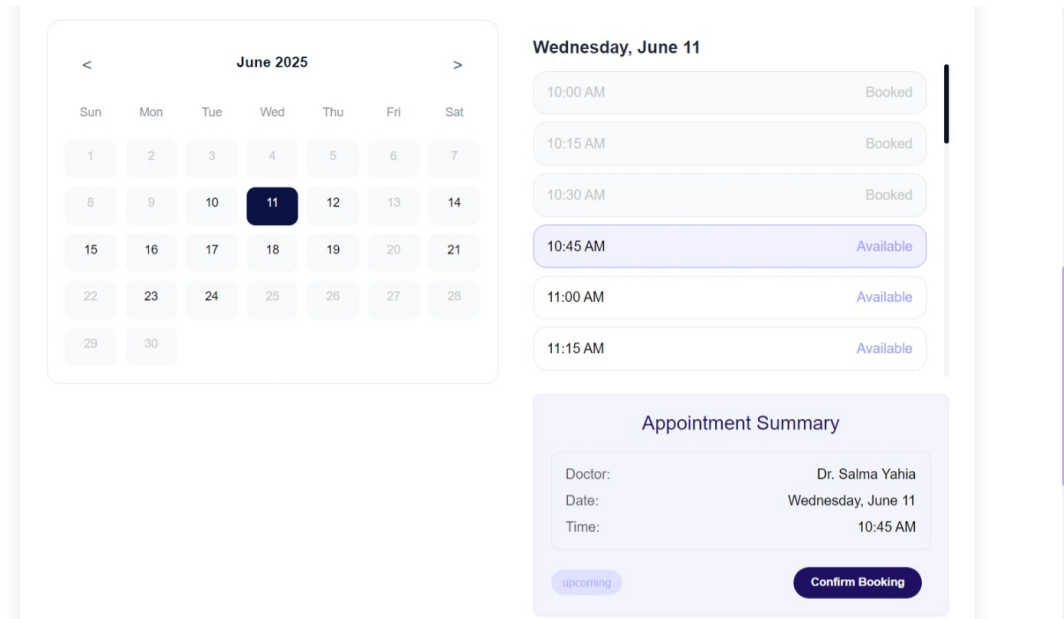 < June 2025 >
Sun Mon Tue Wed Thu Fri Sat
1 2 3 4 5 6 7
8 9 10 11 12 13 14
15 16 17 18 19 20 21
22 23 24 25 26 27 28
29 30
Wednesday, June 11
10:00 AM Booked
10:15 AM Booked
10:30 AM Booked
10:45 AM Available
11:00 AM Available
11:15 AM Available
Appointment Summary
Doctor: Dr. Salma Yahia
Date: Wednesday, June 11
Time: 10:45 AM
upcoming Confirm Booking